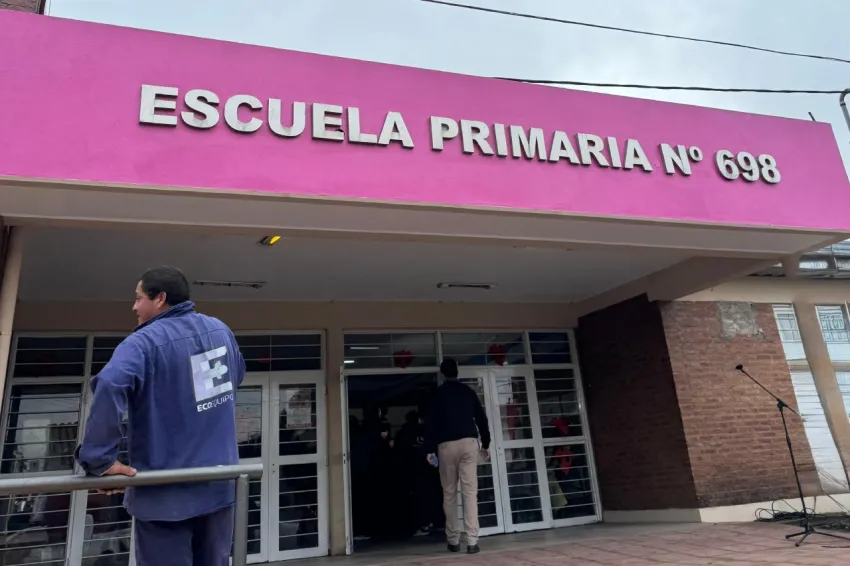 ESCUELA PRIMARIA Nº 698
ECOEQUIPO